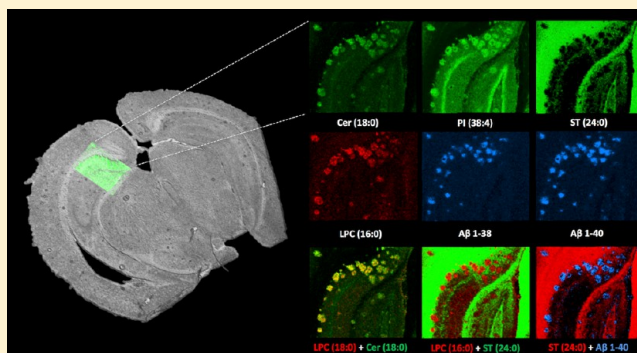 Cer (18:0) PI (38:4) ST (24:0)
LPC (16:0) Aβ 1-38 Aβ 1-40
LPC (18:0) + Cer (18:0) LPC (16:0) + ST (24:0) ST (24:0) + Aβ 1-40